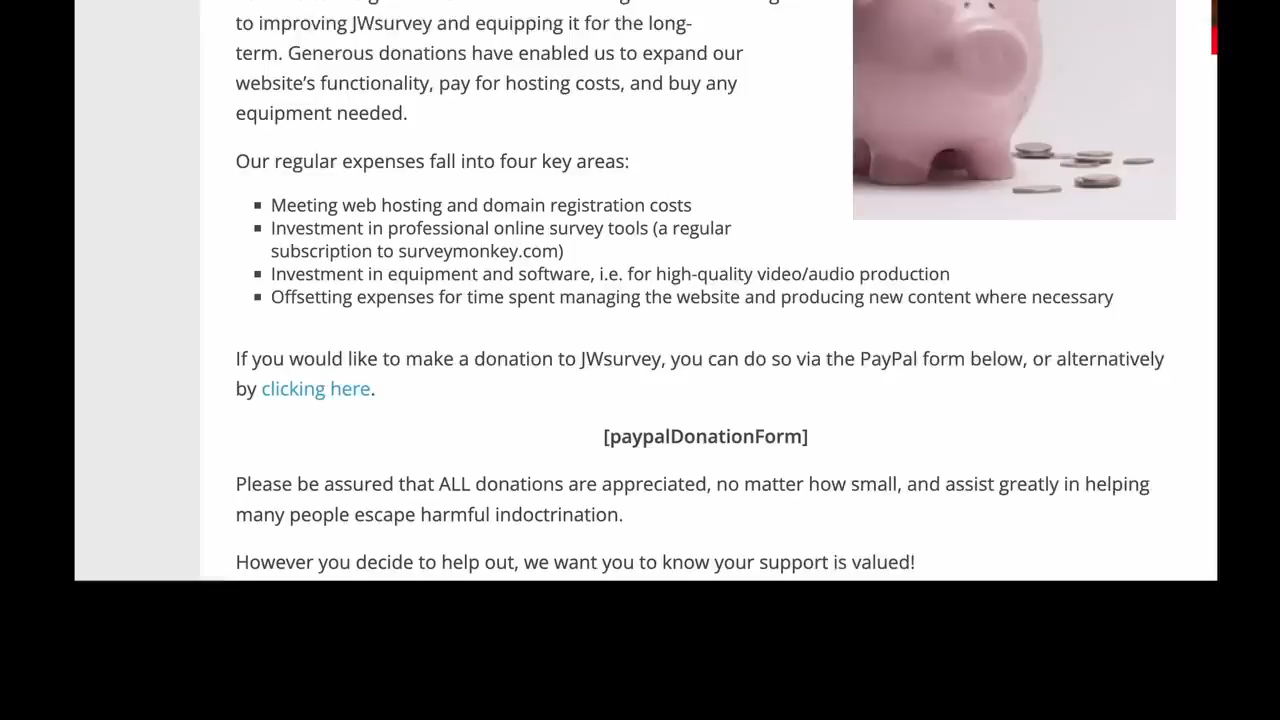 to improving JWsurvey and equipping it for the long-
term. Generous donations have enabled us to expand our
website’s functionality, pay for hosting costs, and buy any
equipment needed.
Our regular expenses fall into four key areas:
Meeting web hosting and domain registration costs
Investment in professional online survey tools (a regular
subscription to surveymonkey.com)
Investment in equipment and software, i.e. for high-quality video/audio production
Offsetting expenses for time spent managing the website and producing new content where necessary
If you would like to make a donation to JWsurvey, you can do so via the PayPal form below, or alternatively
by clicking here.
[paypalDonationForm]
Please be assured that ALL donations are appreciated, no matter how small, and assist greatly in helping
many people escape harmful indoctrination.
However you decide to help out, we want you to know your support is valued!